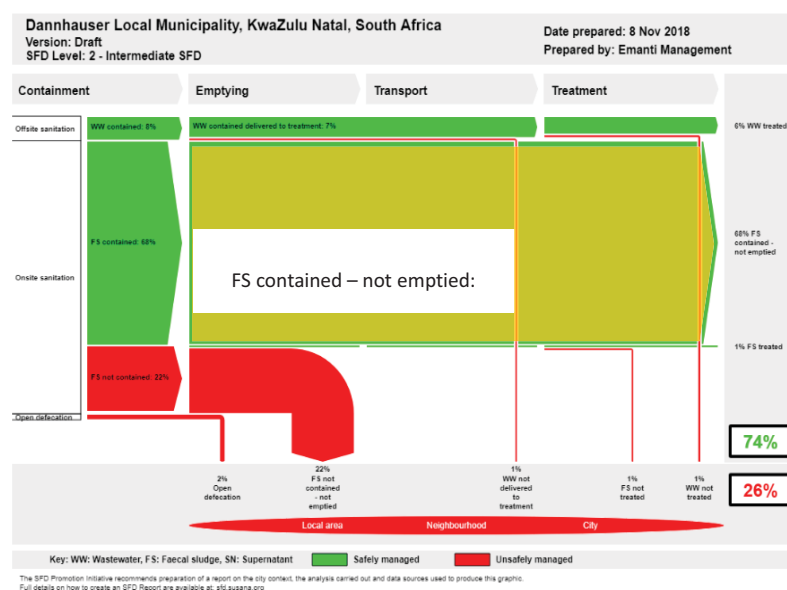 Dannhauser Local Municipality, KwaZulu Natal, South Africa
Version: Draft
SFD Level: 2 - Intermediate SFD
Date prepared: 8 Nov 2018
Prepared by: Emanti Management
Containment
Emptying
Transport
Treatment
Offsite sanitation
WW contained: 8%
WW contained delivered to treatment: 7%
6% WW treated
FS contained: 68%
68% FS
contained -
not emptied
Onsite sanitation
FS contained – not emptied:
1% FS treated
FS not contained: 22%
Open defecation
74%
2%
Open
defecation
22%
FS not
contained
- not
emptied
1%
WW not
delivered
to
treatment
1%
FS not
treated
1%
WW not
treated
26%
Local area
Neighbourhood
City
Key: WW: Wastewater, FS: Faecal sludge, SN: Supernatant
Safely managed
Unsafely managed
The SFD Promotion Initiative recommends preparation of a report on the city context, the analysis carried out and data sources used to produce this graphic.
Full details on how to create an SFD Report are available at: sfd.susana.org